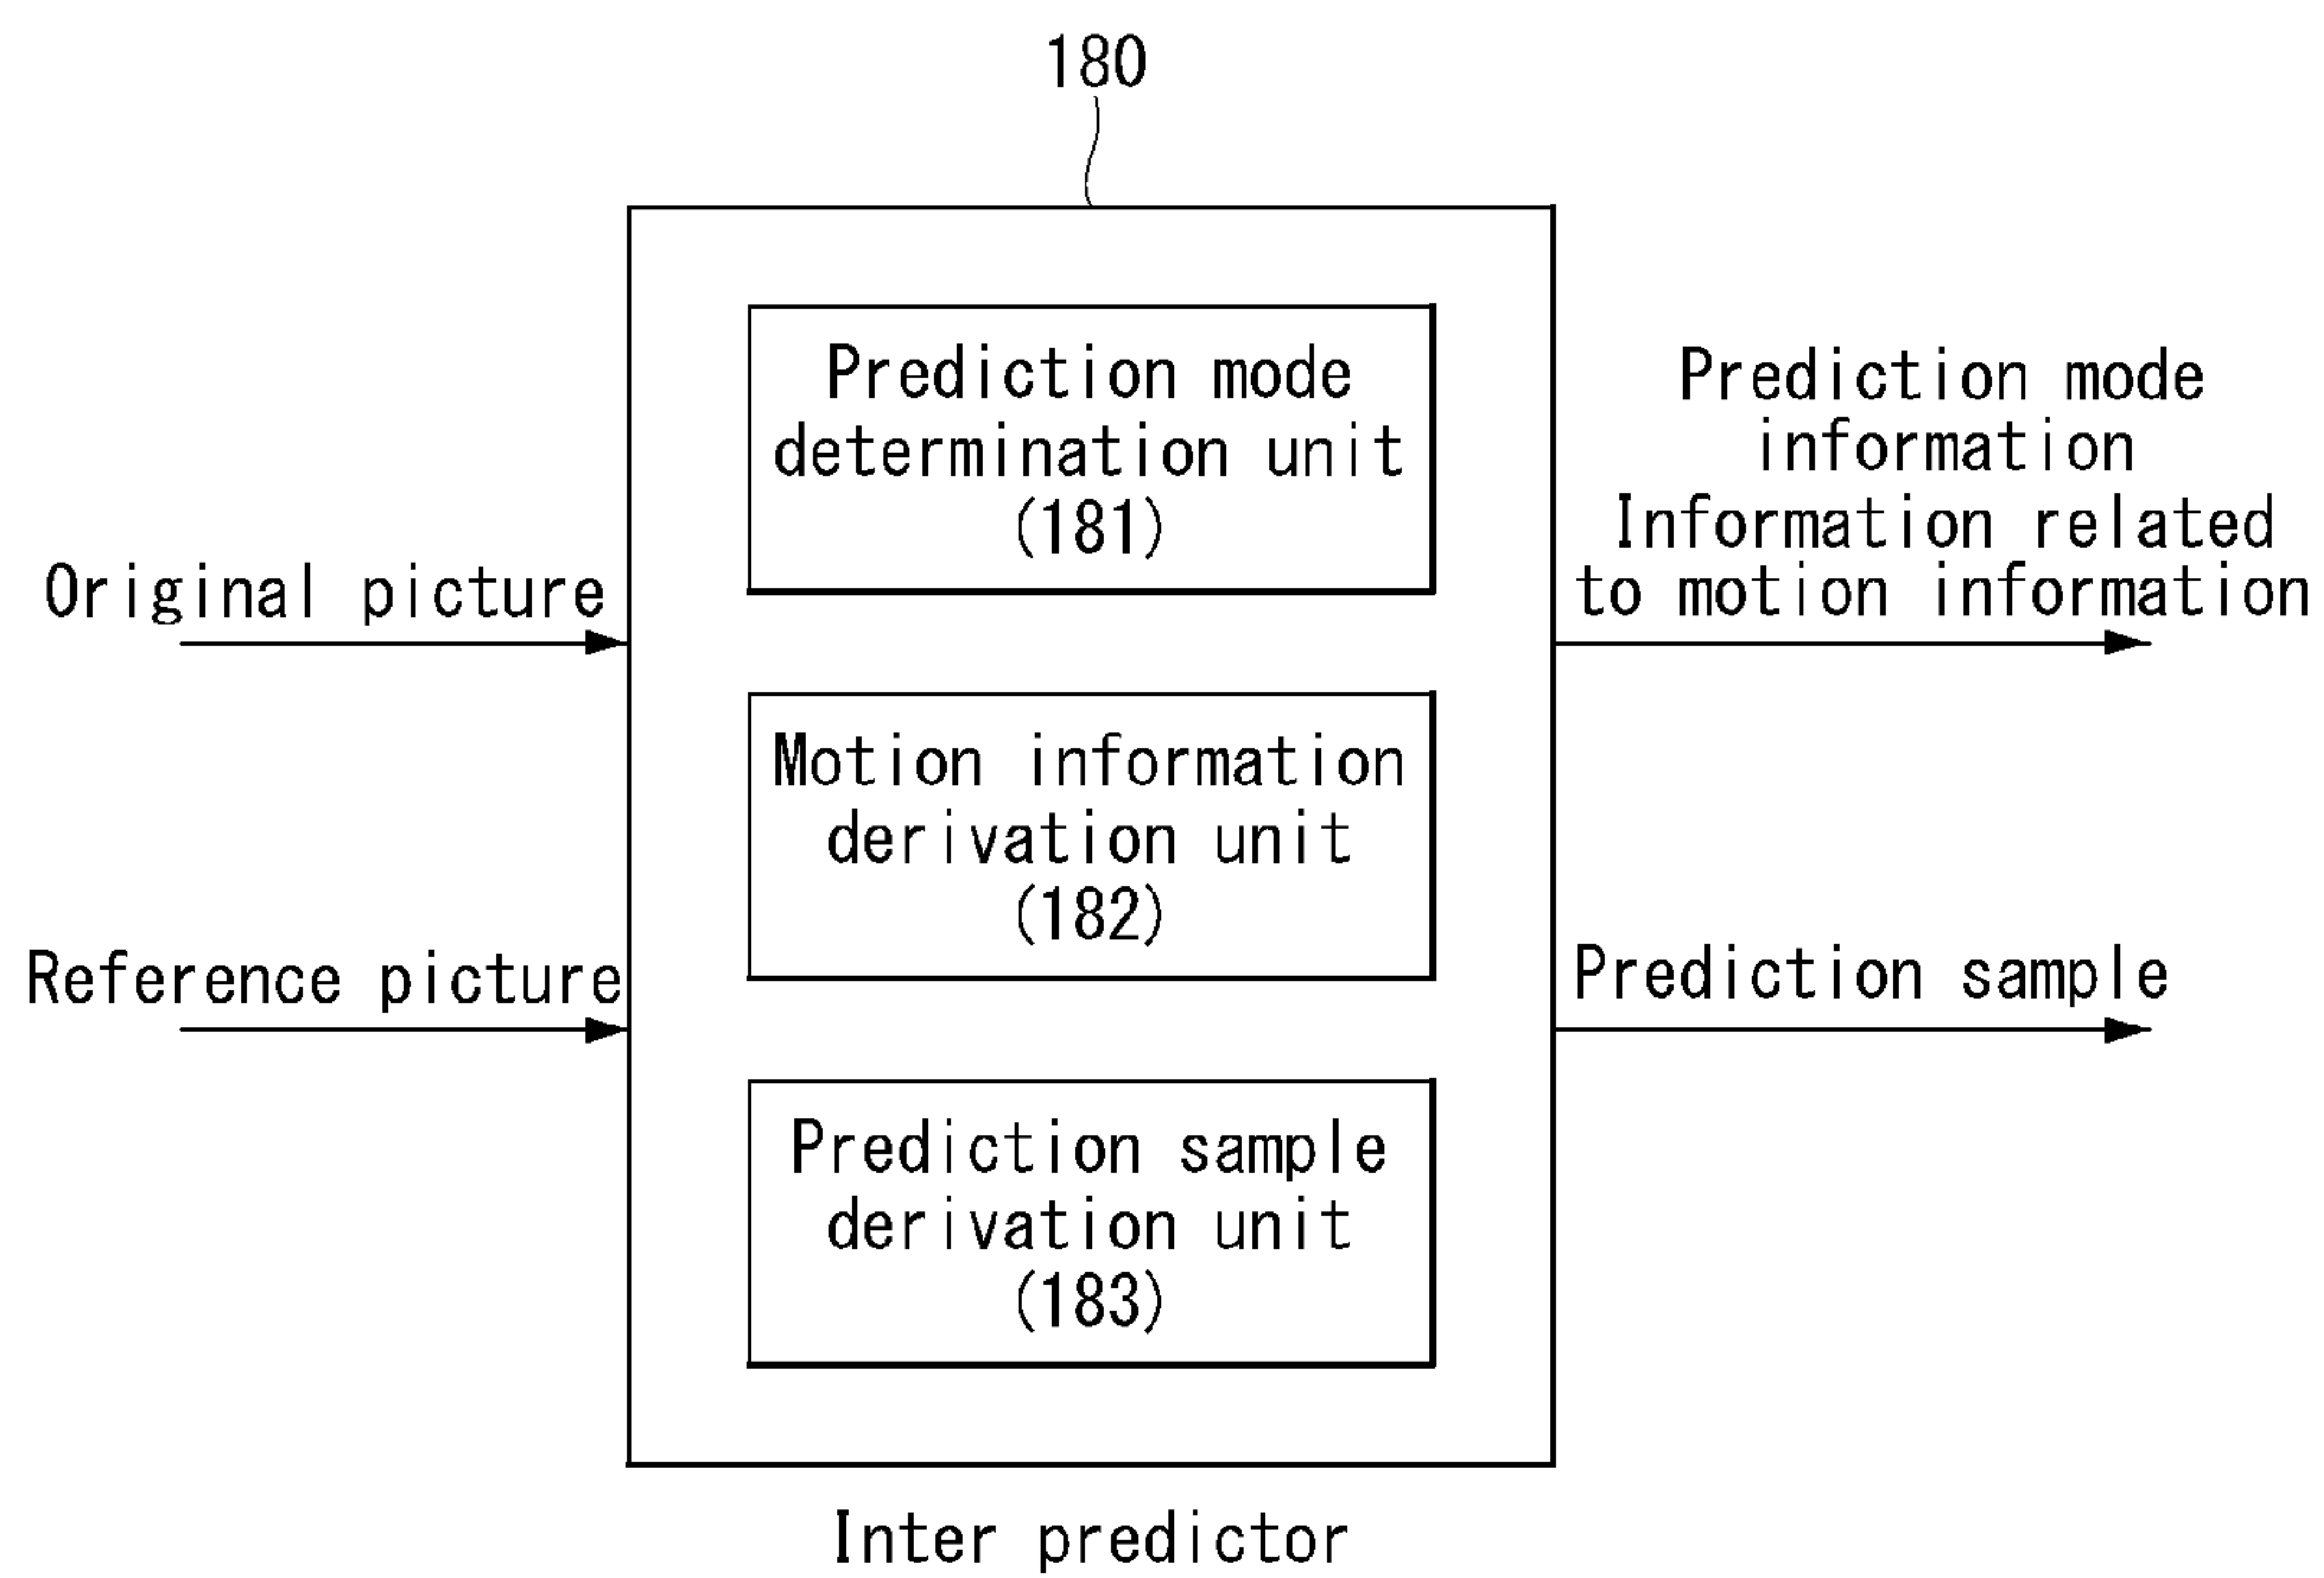 180
Prediction mode
determination unit
(181)
Prediction mode
information
Information related
to motion information
Original picture
Motion information
derivation unit
(182)
Reference picture
Prediction sample
Prediction sample
derivation unit
(183)
Inter predictor